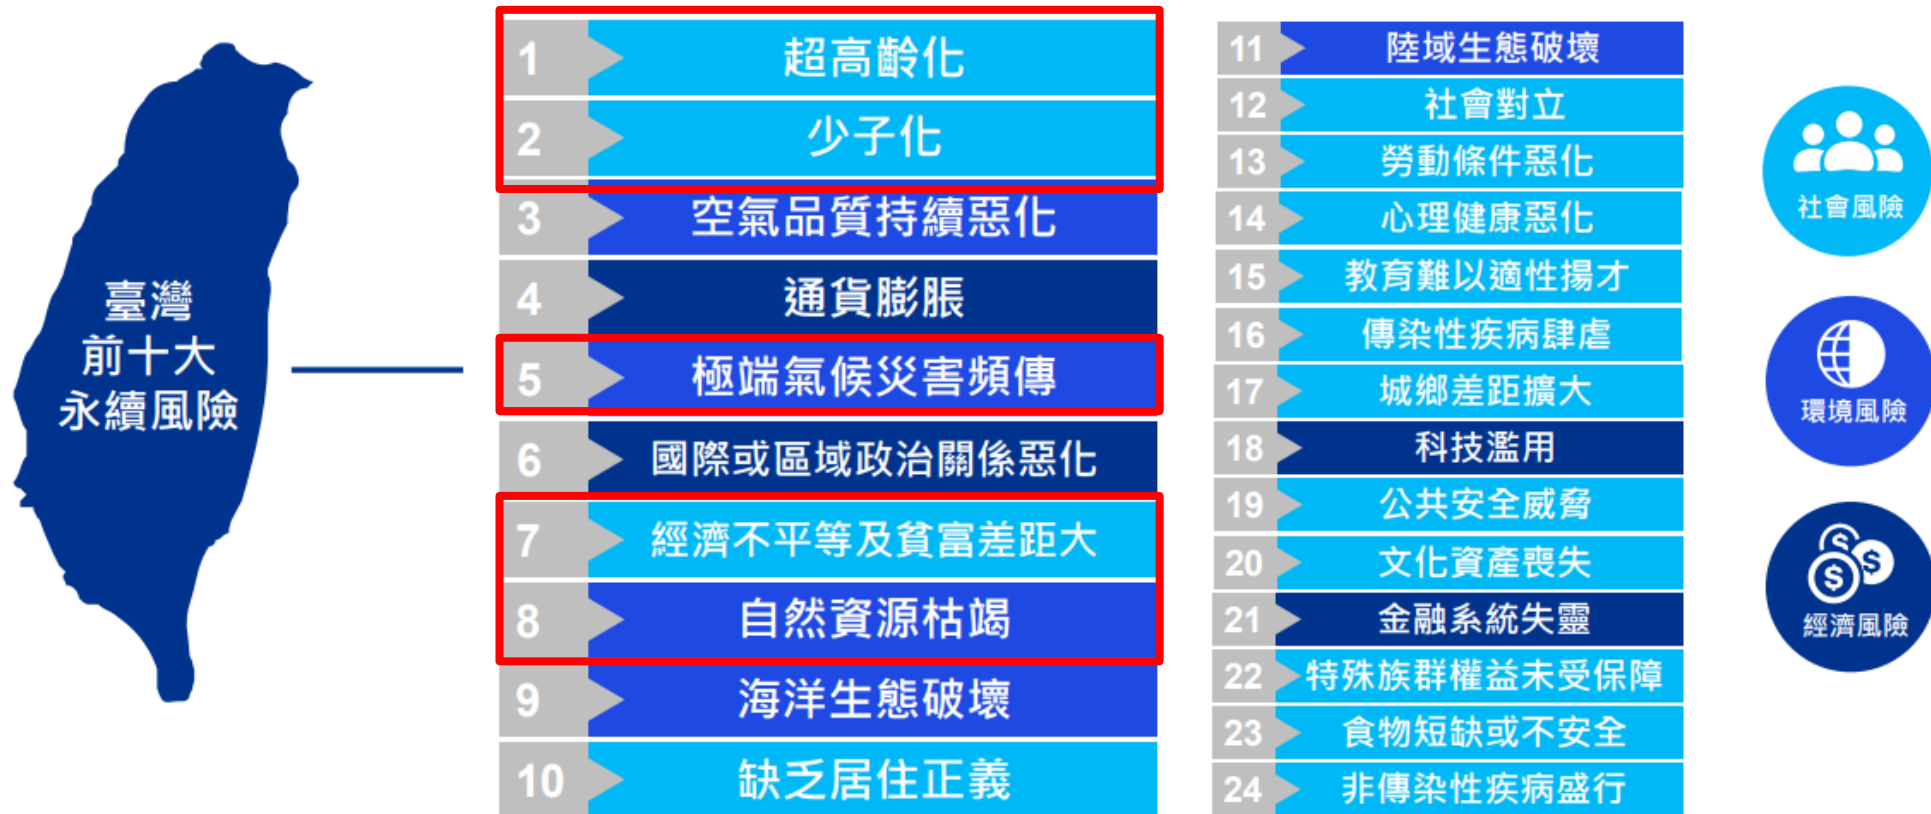 臺灣
前十大
永續風險
1 超高齡化
2 少子化
3 空氣品質持續惡化
4 通貨膨脹
5 極端氣候災害頻傳
6 國際或區域政治關係惡化
7 經濟不平等及貧富差距大
8 自然資源枯竭
9 海洋生態破壞
10 缺乏居住正義
11 陸域生態破壞
12 社會對立
13 勞動條件惡化
14 心理健康惡化
15 教育難以適性揚才
16 傳染性疾病肆虐
17 城鄉差距擴大
18 科技濫用
19 公共安全威脅
20 文化資產喪失
21 金融系統失靈
22 特殊族群權益未受保障
23 食物短缺或不安全
24 非傳染性疾病盛行
社會風險
環境風險
經濟風險